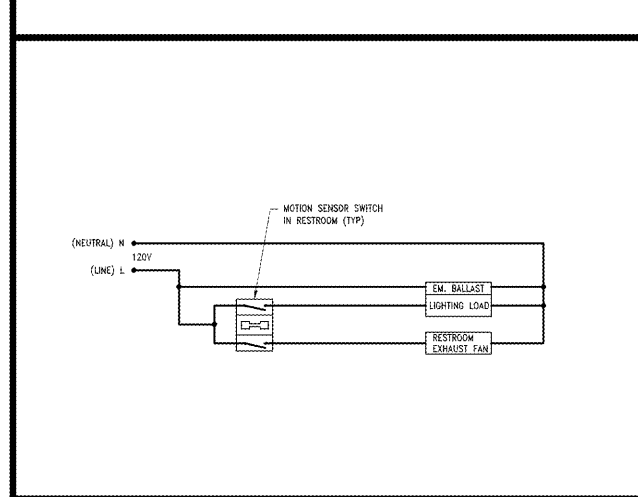 MOTION SENSOR SWITCH
IN RESTROOM (TYP)
(NEUTRAL) N
120V
(LINE) L
EM. BALLAST
LIGHTING LOAD
RESTROOM
EXHAUST FAN